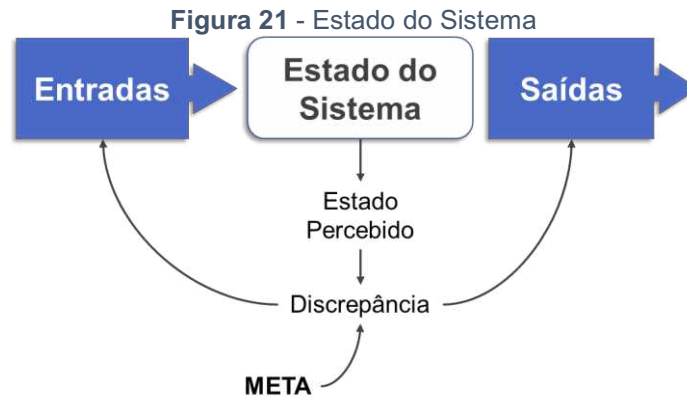 Figura 21 - Estado do Sistema
Entradas
Estado do
Sistema
Saídas
Estado
Percebido
Discrepância
META